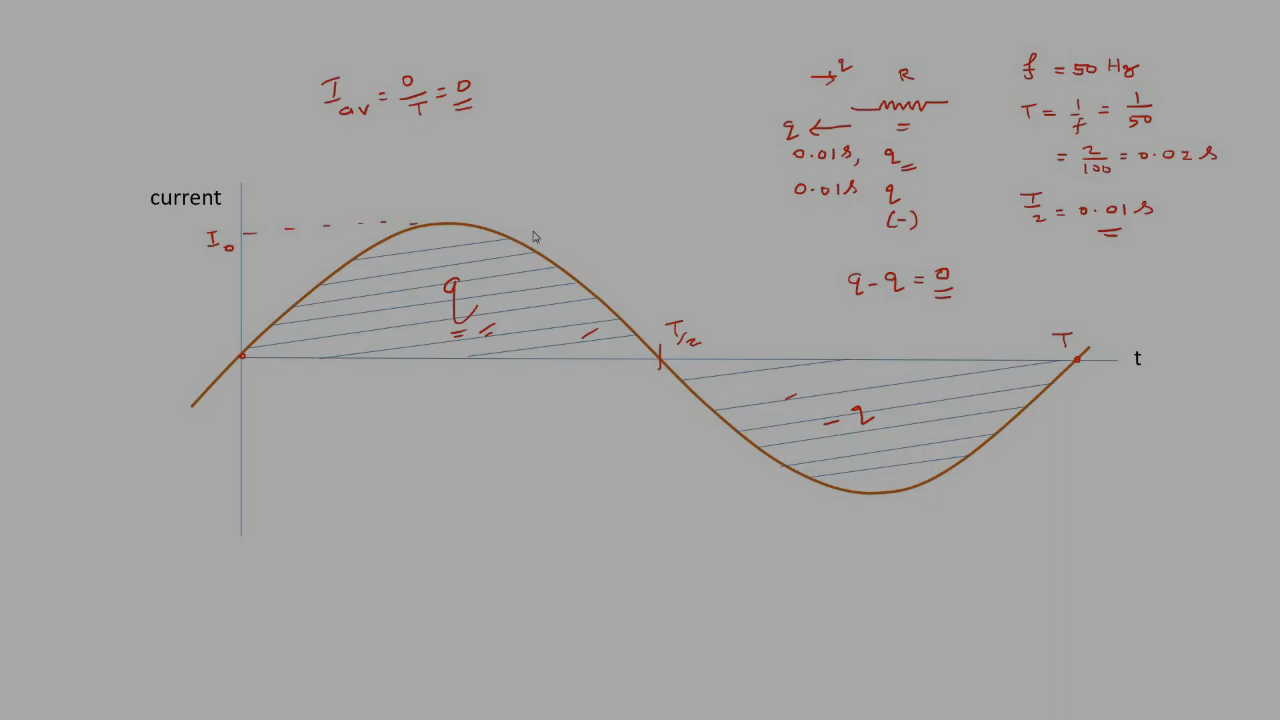 I_av = 0/T = 0
→ q
R
q ←
0.01s, q
0.01s q
(-)
q - q = 0
f = 50 Hz
T = 1/f = 1/50
= 2/100 = 0.02 s
T/2 = 0.01 s
current
I_0
q
T/2
T
t
- q